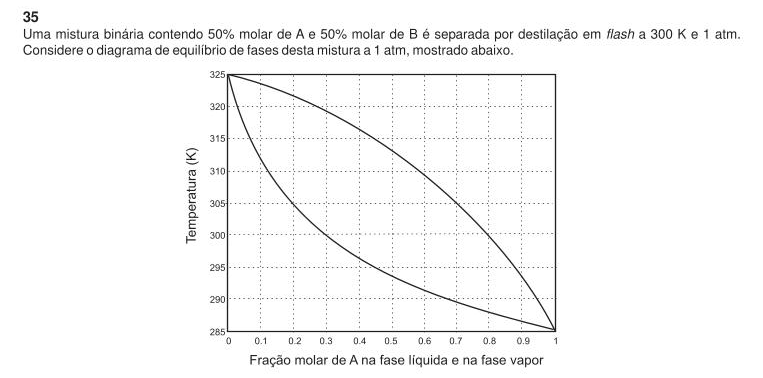 35
Uma mistura binária contendo 50% molar de A e 50% molar de B é separada por destilação em flash a 300 K e 1 atm.
Considere o diagrama de equilíbrio de fases desta mistura a 1 atm, mostrado abaixo.
325
320
315
310
305
300
295
290
285
Temperatura (K)
0 0.1 0.2 0.3 0.4 0.5 0.6 0.7 0.8 0.9 1
Fração molar de A na fase líquida e na fase vapor